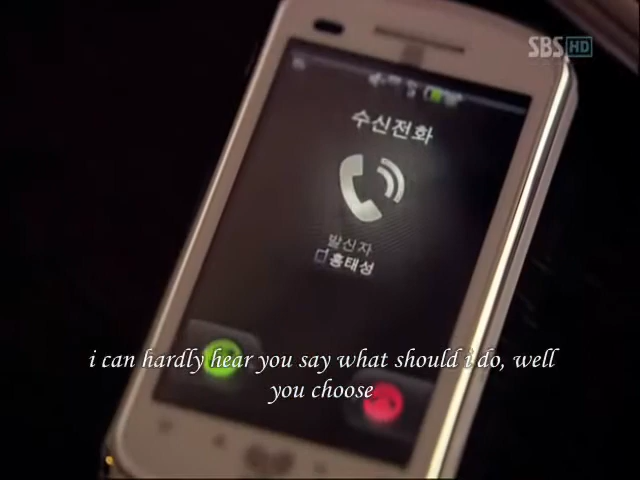 SBS HD
수신전화
발신자
홍태성
i can hardly hear you say what should i do, well
you choose